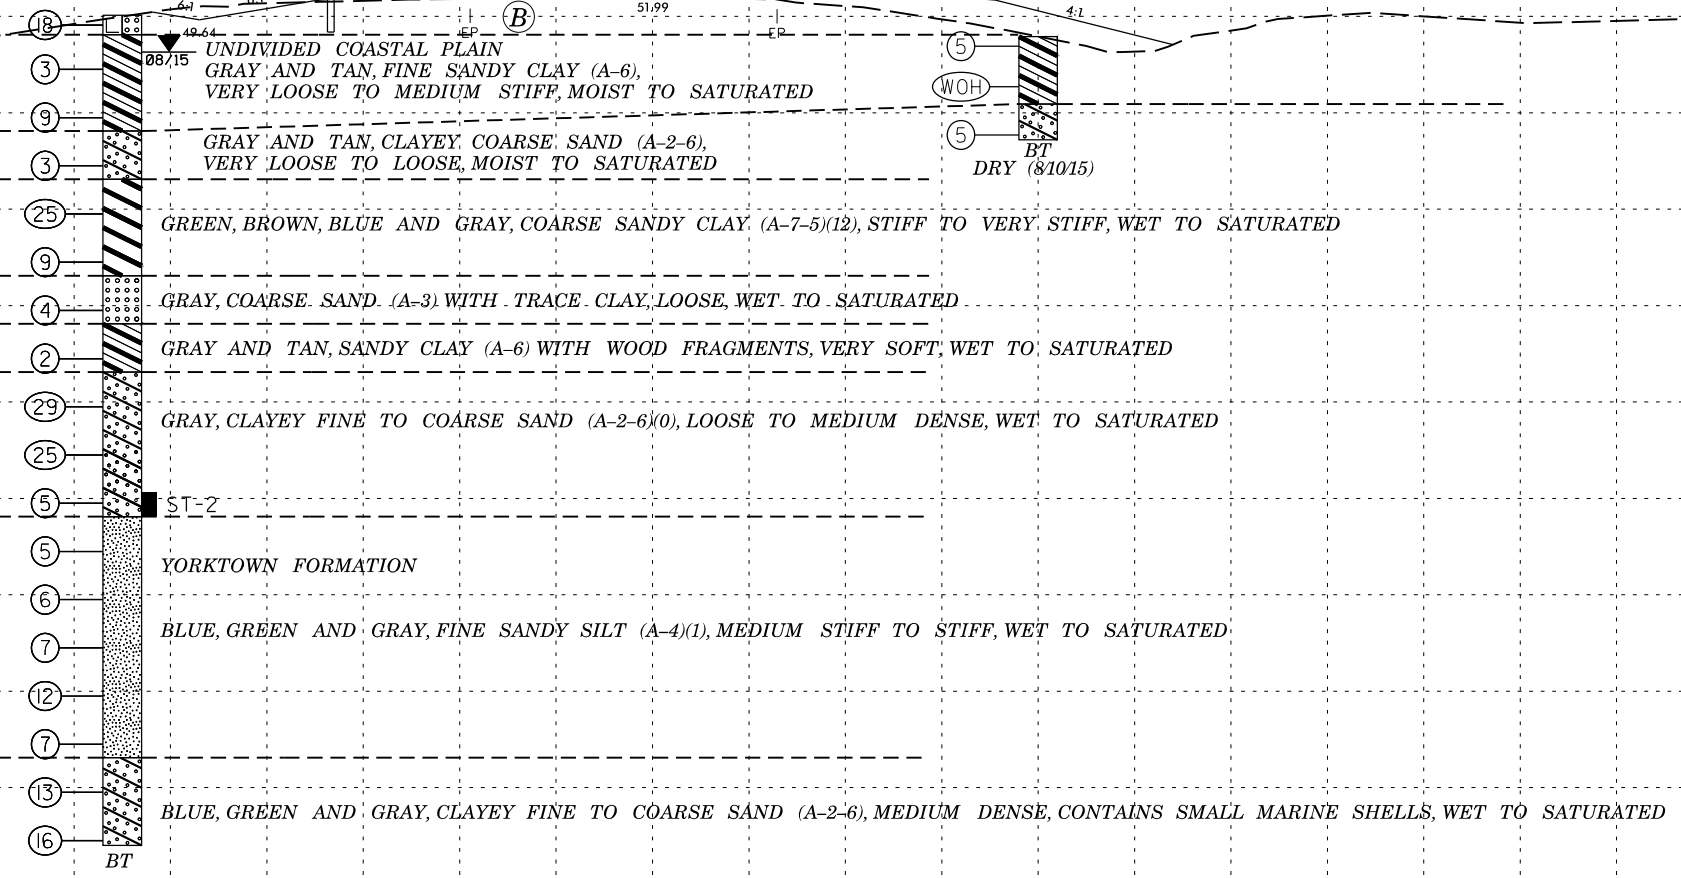 6:1
51.99
4:1
B
18
49.64
EP
EP
08/15
UNDIVIDED COASTAL PLAIN
5
3
GRAY AND TAN, FINE SANDY CLAY (A-6),
VERY LOOSE TO MEDIUM STIFF, MOIST TO SATURATED
WOH
9
5
GRAY AND TAN, CLAYEY COARSE SAND (A-2-6),
VERY LOOSE TO LOOSE, MOIST TO SATURATED
BT
DRY (8/10/15)
3
25
GREEN, BROWN, BLUE AND GRAY, COARSE SANDY CLAY (A-7-5)(12), STIFF TO VERY STIFF, WET TO SATURATED
9
GRAY, COARSE SAND (A-3) WITH TRACE CLAY, LOOSE, WET TO SATURATED
4
GRAY AND TAN, SANDY CLAY (A-6) WITH WOOD FRAGMENTS, VERY SOFT, WET TO SATURATED
2
29
GRAY, CLAYEY FINE TO COARSE SAND (A-2-6)(0), LOOSE TO MEDIUM DENSE, WET TO SATURATED
25
5
ST-2
5
YORKTOWN FORMATION
6
BLUE, GREEN AND GRAY, FINE SANDY SILT (A-4)(1), MEDIUM STIFF TO STIFF, WET TO SATURATED
7
12
7
13
BLUE, GREEN AND GRAY, CLAYEY FINE TO COARSE SAND (A-2-6), MEDIUM DENSE, CONTAINS SMALL MARINE SHELLS, WET TO SATURATED
16
BT